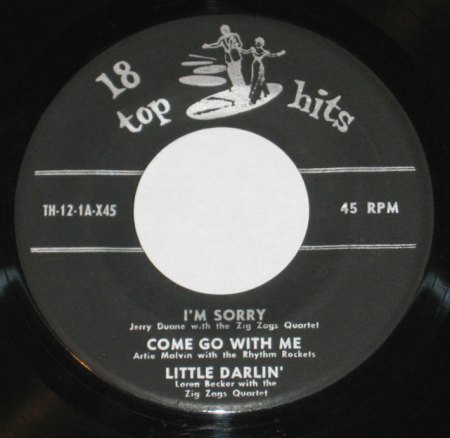 18 top hits
TH-12-1A-X45
45 RPM
I'M SORRY
Jerry Duane with the Zig Zags Quartet
COME GO WITH ME
Artie Malvin with the Rhythm Rockets
LITTLE DARLIN'
Loren Becker with the
Zig Zags Quartet